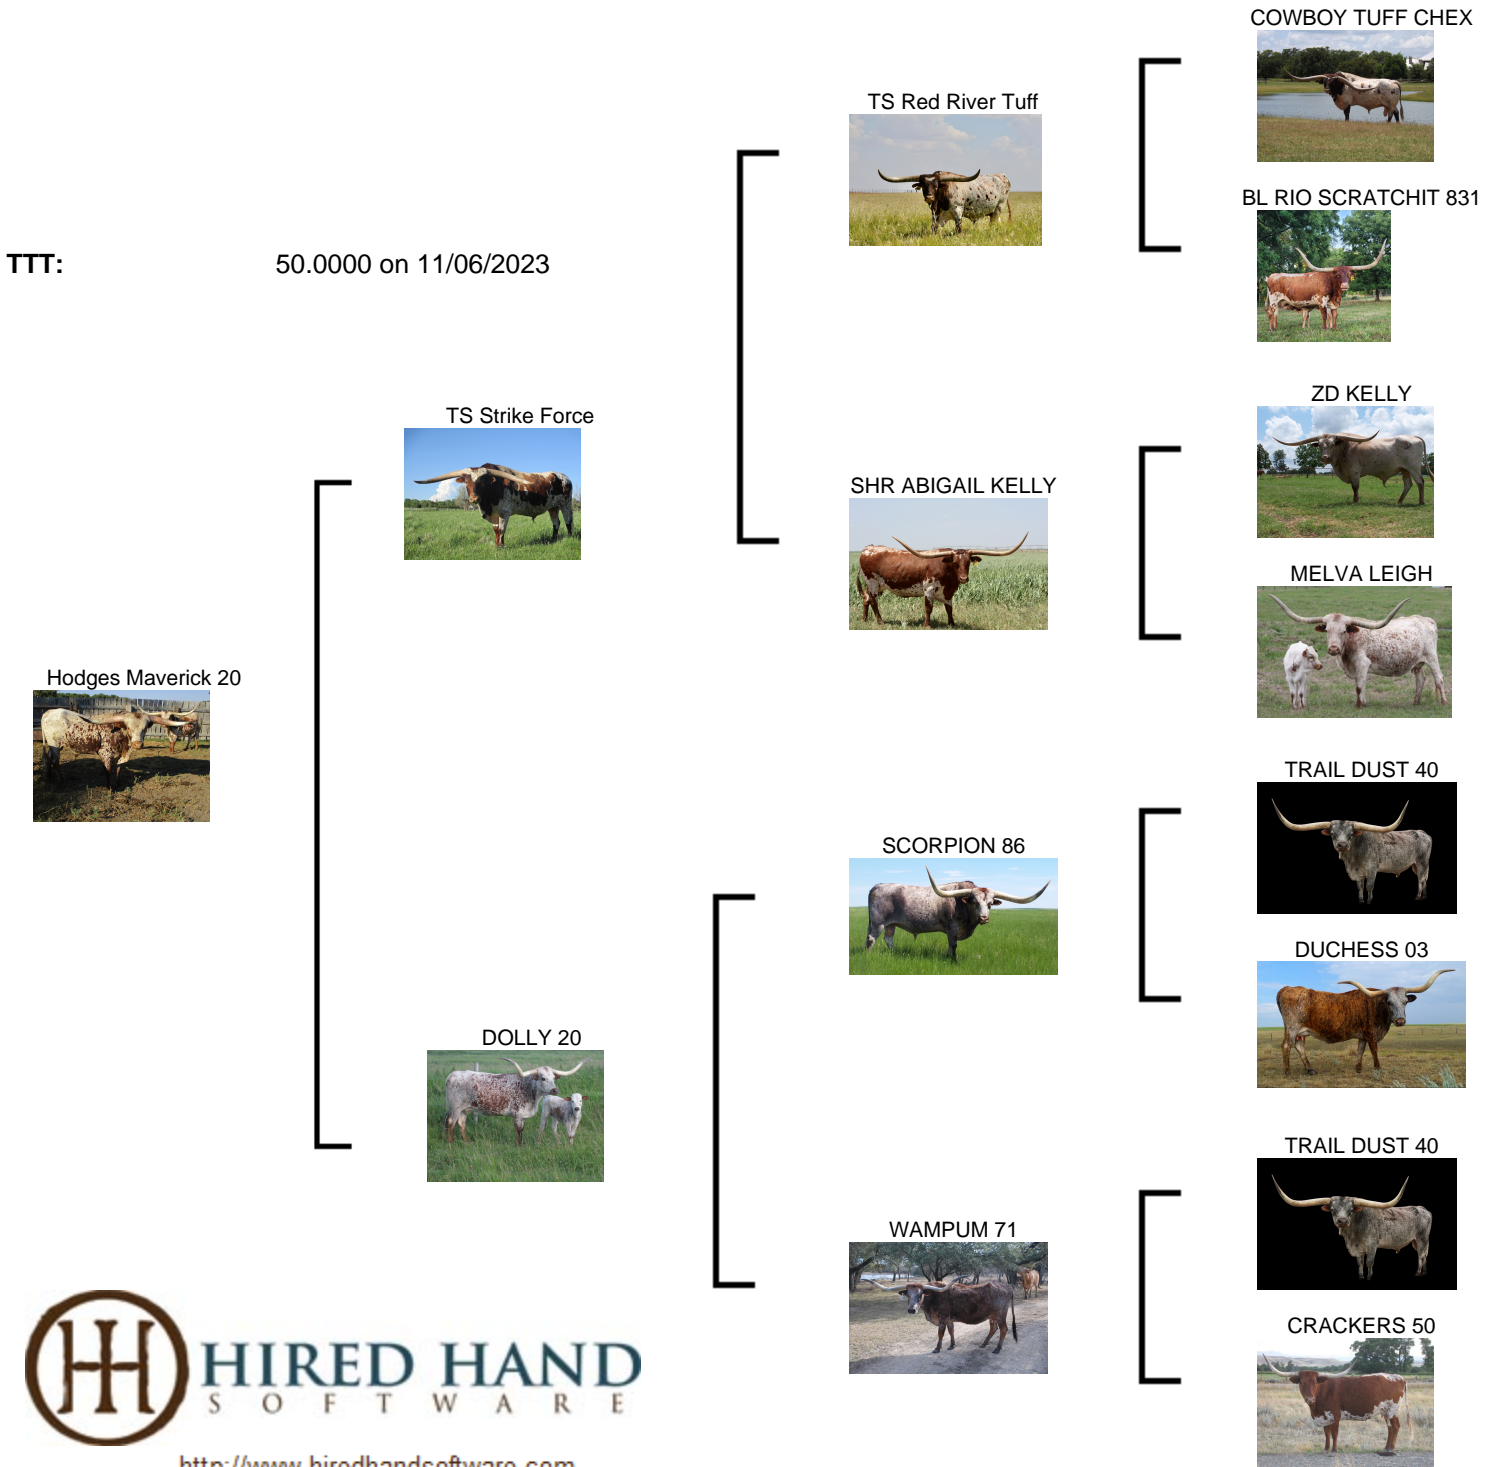 COWBOY TUFF CHEX
TS Red River Tuff
BL RIO SCRATCHIT 831
TTT: 50.0000 on 11/06/2023
ZD KELLY
TS Strike Force
SHR ABIGAIL KELLY
MELVA LEIGH
Hodges Maverick 20
TRAIL DUST 40
SCORPION 86
DUCHESS 03
DOLLY 20
TRAIL DUST 40
WAMPUM 71
CRACKERS 50
HH HIRED HAND
SOFTWARE
http://www.hiredhandsoftware.com